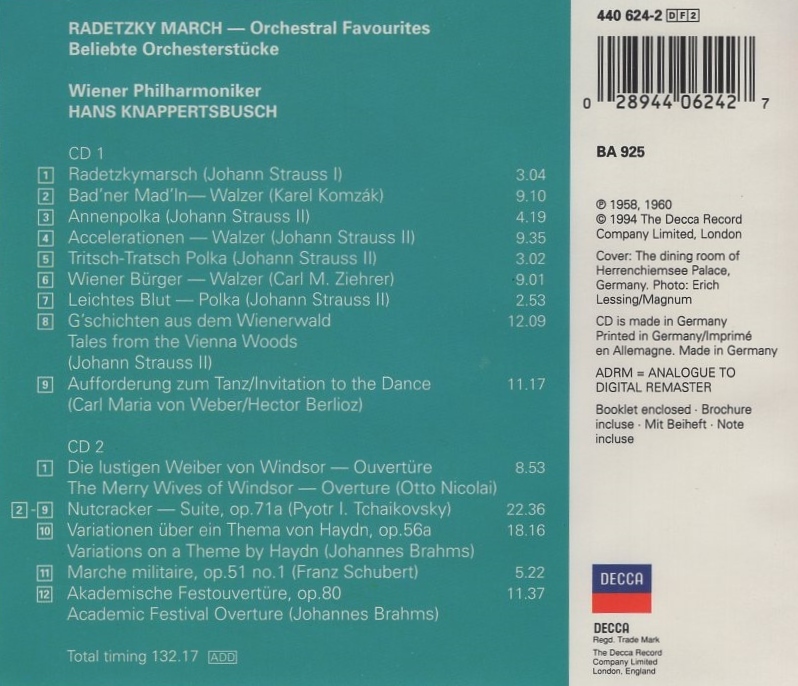 RADETZKY MARCH — Orchestral Favourites
Beliebte Orchesterstücke
Wiener Philharmoniker
HANS KNAPPERTSBUSCH
CD 1
1 Radetzkymarsch (Johann Strauss I) 3.04
2 Bad'ner Mad'ln— Walzer (Karel Komzák) 9.10
3 Annenpolka (Johann Strauss II) 4.19
4 Accelerationen — Walzer (Johann Strauss II) 9.35
5 Tritsch-Tratsch Polka (Johann Strauss II) 3.02
6 Wiener Bürger — Walzer (Carl M. Ziehrer) 9.01
7 Leichtes Blut — Polka (Johann Strauss II) 2.53
8 G'schichten aus dem Wienerwald 12.09
Tales from the Vienna Woods
(Johann Strauss II)
9 Aufforderung zum Tanz/Invitation to the Dance 11.17
(Carl Maria von Weber/Hector Berlioz)
CD 2
1 Die lustigen Weiber von Windsor — Ouvertüre 8.53
The Merry Wives of Windsor — Overture (Otto Nicolai)
2-9 Nutcracker — Suite, op.71a (Pyotr I. Tchaikovsky) 22.36
10 Variationen über ein Thema von Haydn, op.56a 18.16
Variations on a Theme by Haydn (Johannes Brahms)
11 Marche militaire, op.51 no.1 (Franz Schubert) 5.22
12 Akademische Festouvertüre, op.80 11.37
Academic Festival Overture (Johannes Brahms)
Total timing 132.17 ADD
440 624-2 DF2
0 28944 06242 7
BA 925
℗ 1958, 1960
© 1994 The Decca Record
Company Limited, London
Cover: The dining room of
Herrenchiemsee Palace,
Germany. Photo: Erich
Lessing/Magnum
CD is made in Germany
Printed in Germany/Imprimé
en Allemagne. Made in Germany
ADRM = ANALOGUE TO
DIGITAL REMASTER
Booklet enclosed · Brochure
incluse · Mit Beiheft · Note
incluse
DECCA
DECCA
Regd. Trade Mark
The Decca Record
Company Limited
London, England